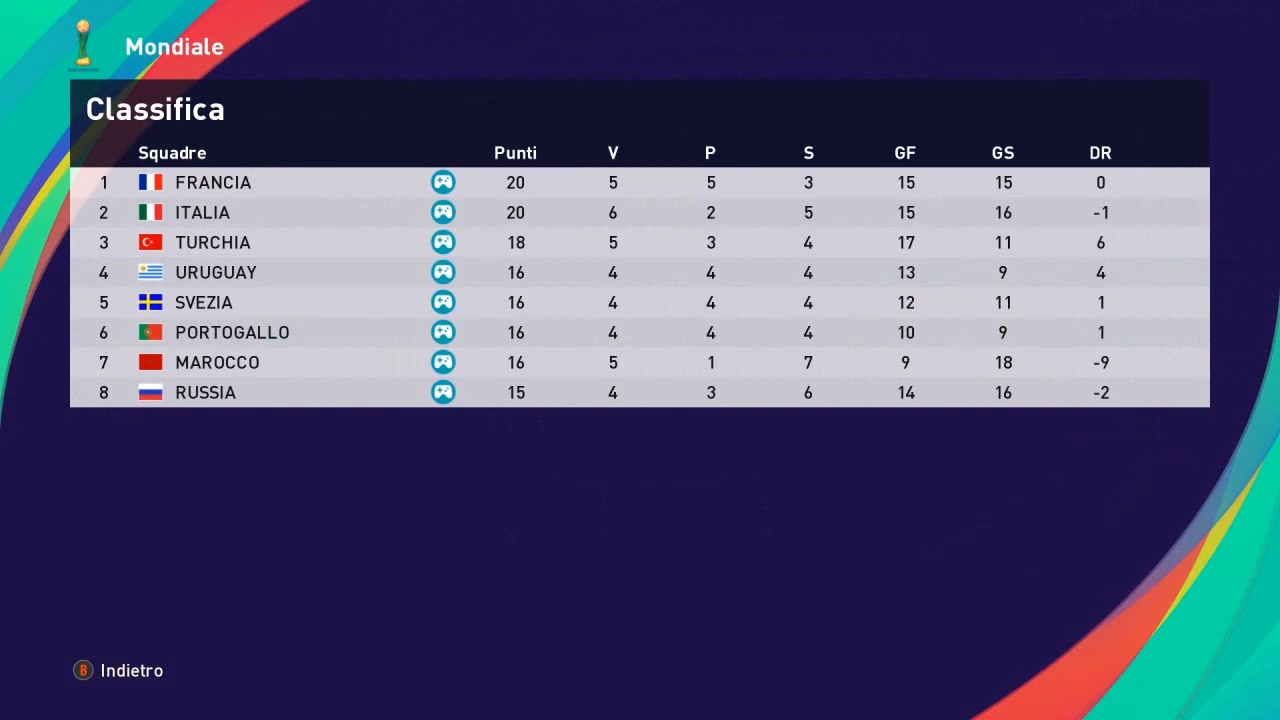 Mondiale
Classifica
Squadre Punti V P S GF GS DR
1 FRANCIA 20 5 5 3 15 15 0
2 ITALIA 20 6 2 5 15 16 -1
3 TURCHIA 18 5 3 4 17 11 6
4 URUGUAY 16 4 4 4 13 9 4
5 SVEZIA 16 4 4 4 12 11 1
6 PORTOGALLO 16 4 4 4 10 9 1
7 MAROCCO 16 5 1 7 9 18 -9
8 RUSSIA 15 4 3 6 14 16 -2
B Indietro